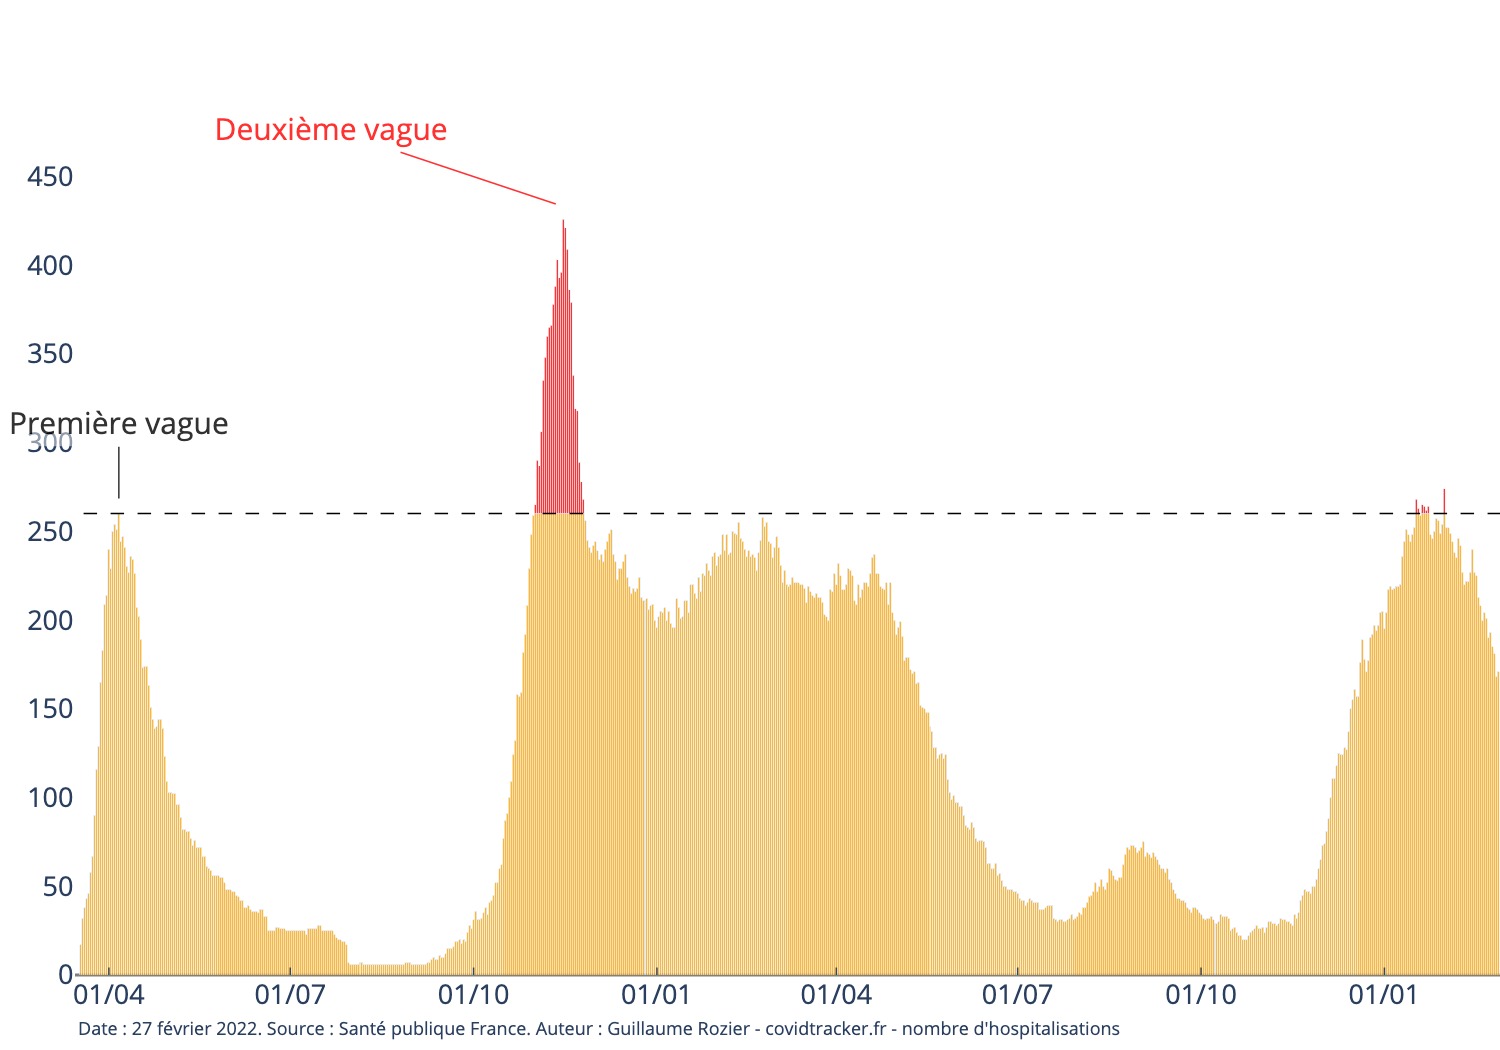 Deuxième vague
450
400
350
Première vague
300
250
200
150
100
50
0
01/04 01/07 01/10 01/01 01/04 01/07 01/10 01/01
Date : 27 février 2022. Source : Santé publique France. Auteur : Guillaume Rozier - covidtracker.fr - nombre d'hospitalisations